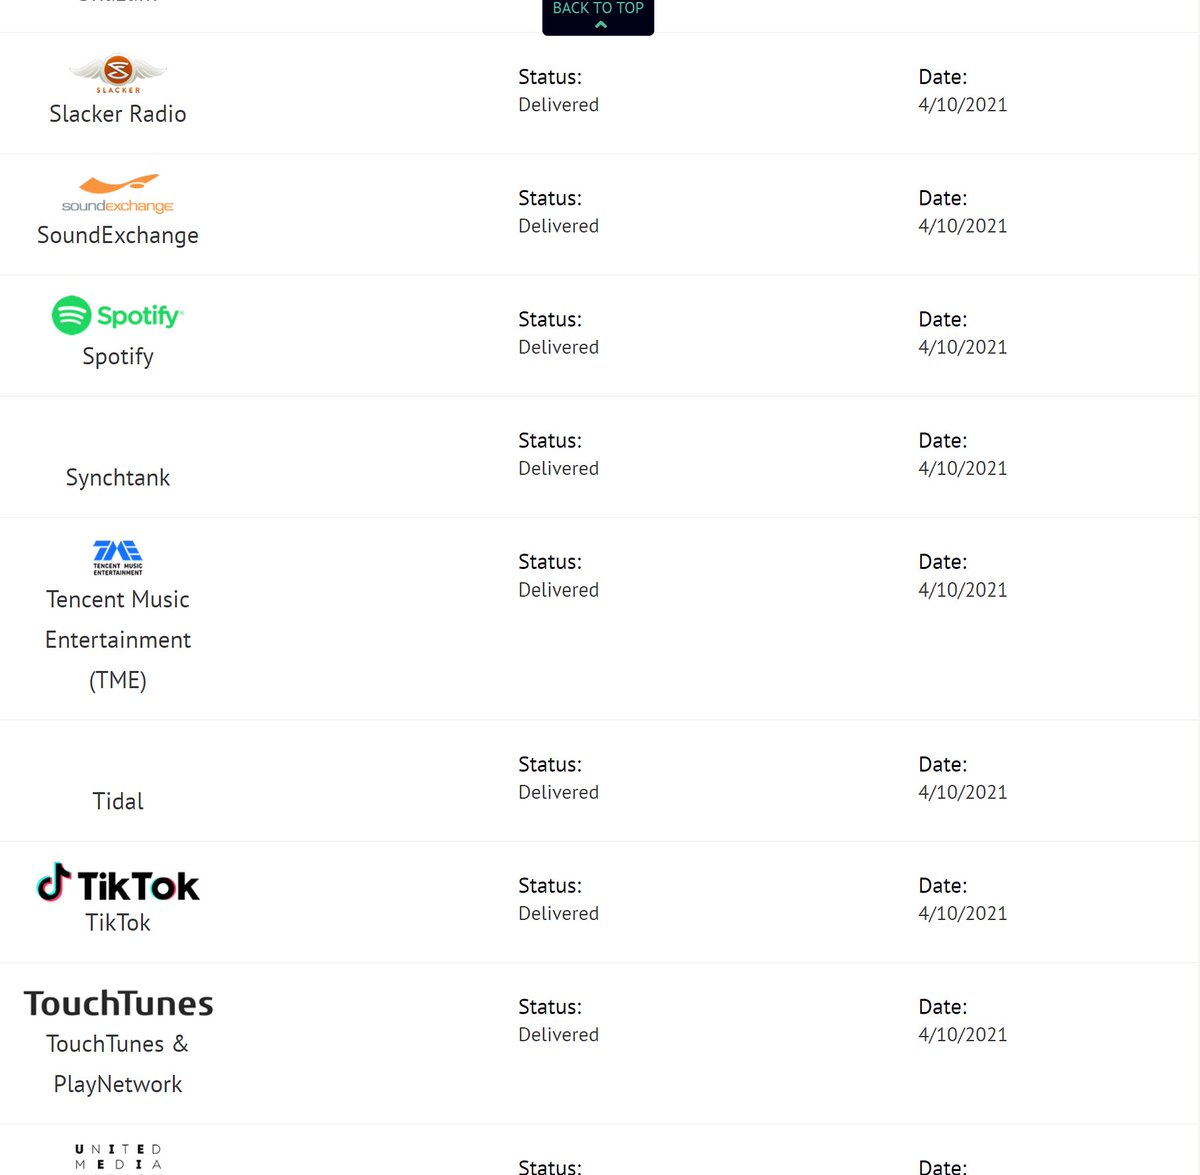 BACK TO TOP
SLACKER
Slacker Radio
Status:
Delivered
Date:
4/10/2021
soundexchange
SoundExchange
Status:
Delivered
Date:
4/10/2021
Spotify
Spotify
Status:
Delivered
Date:
4/10/2021
Synchtank
Status:
Delivered
Date:
4/10/2021
TME
TENCENT MUSIC
ENTERTAINMENT
Tencent Music
Entertainment
(TME)
Status:
Delivered
Date:
4/10/2021
Tidal
Status:
Delivered
Date:
4/10/2021
TikTok
TikTok
Status:
Delivered
Date:
4/10/2021
TouchTunes
TouchTunes &
PlayNetwork
Status:
Delivered
Date:
4/10/2021
UNITED
MEDIA
Status:
Date: